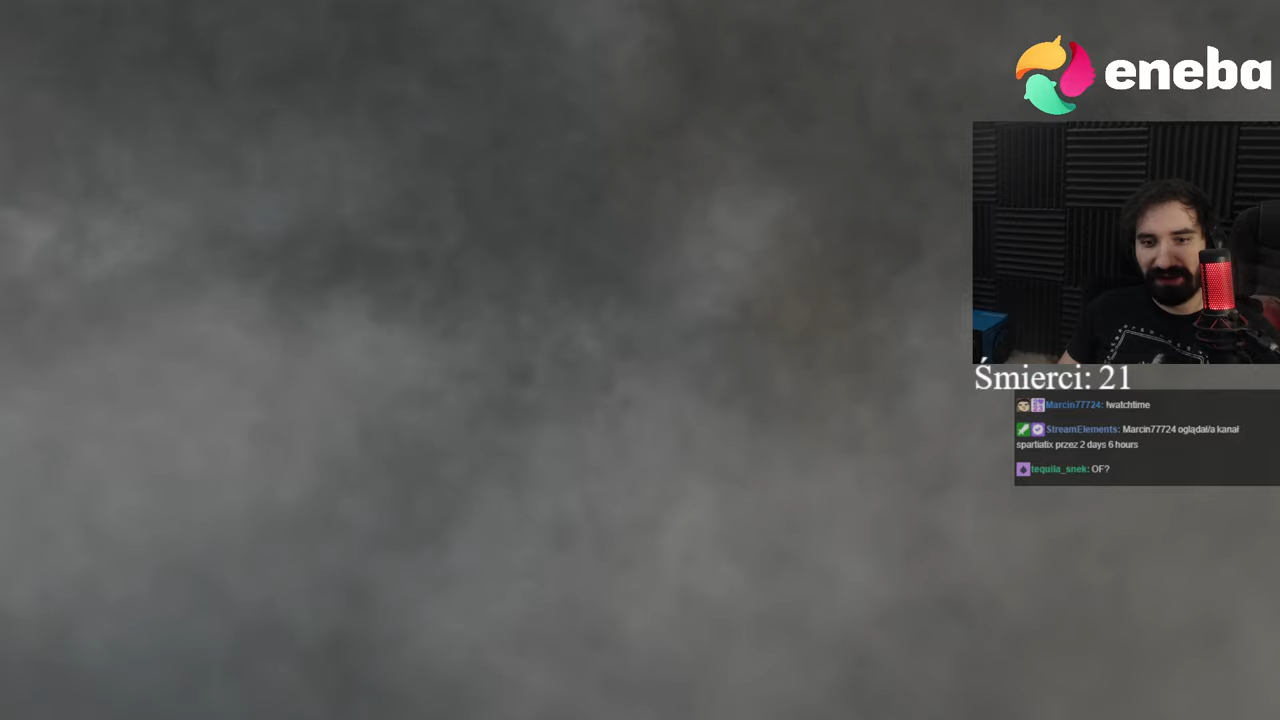 eneba
Śmierci: 21
Marcin77724: !watchtime
StreamElements: Marcin77724 oglądał/a kanał
spartiatix przez 2 days 6 hours
tequila_snek: OF?